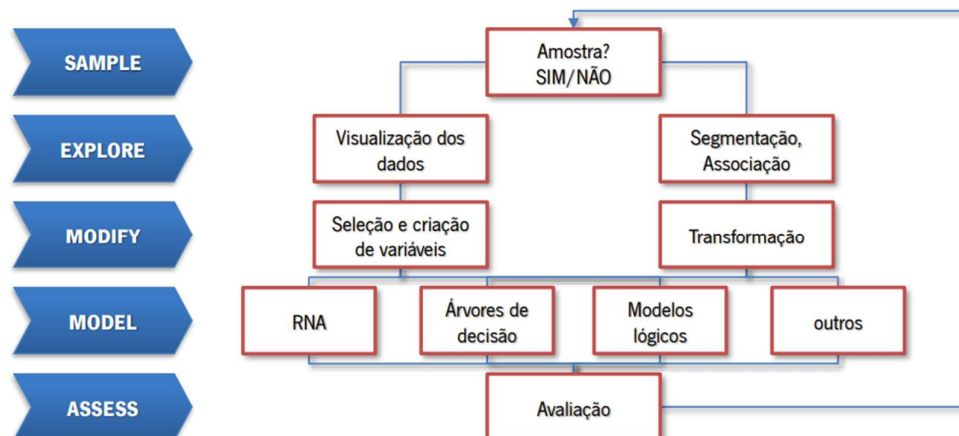 SAMPLE
Amostra?
SIM/NÃO
EXPLORE
Visualização dos
dados
Segmentação,
Associação
MODIFY
Seleção e criação
de variáveis
Transformação
MODEL
RNA
Árvores de
decisão
Modelos
lógicos
outros
ASSESS
Avaliação